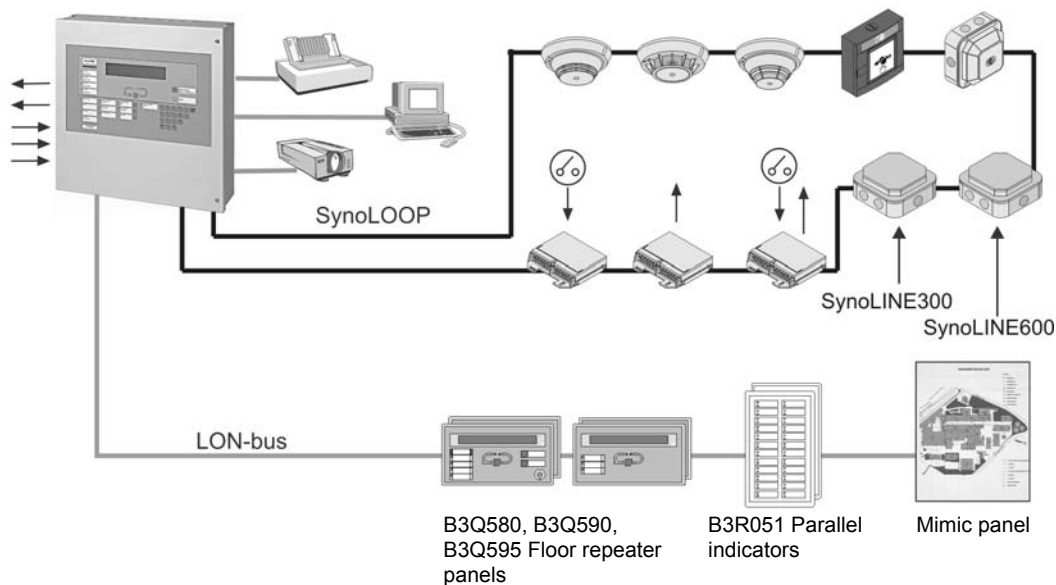 SynoLOOP
SynoLINE300
SynoLINE600
LON-bus
B3Q580, B3Q590,
B3Q595 Floor repeater
panels
B3R051 Parallel
indicators
Mimic panel